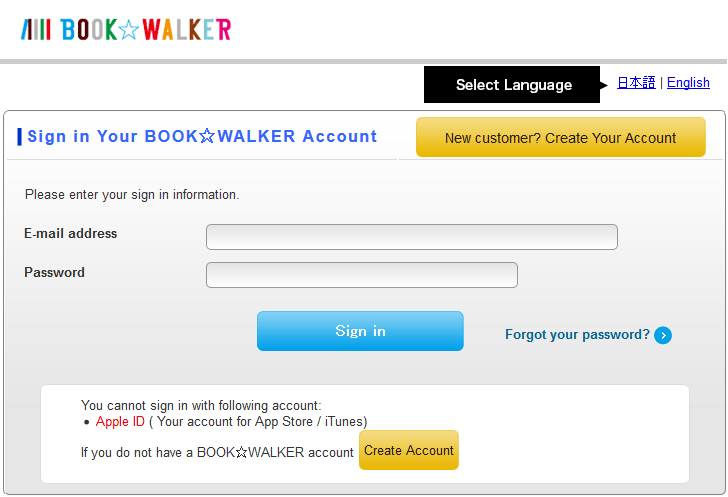 BOOK☆WALKER
Select Language
日本語 | English
Sign in Your BOOK☆WALKER Account
New customer? Create Your Account
Please enter your sign in information.
E-mail address
Password
Sign in
Forgot your password?
You cannot sign in with following account:
• Apple ID ( Your account for App Store / iTunes)
If you do not have a BOOK☆WALKER account Create Account